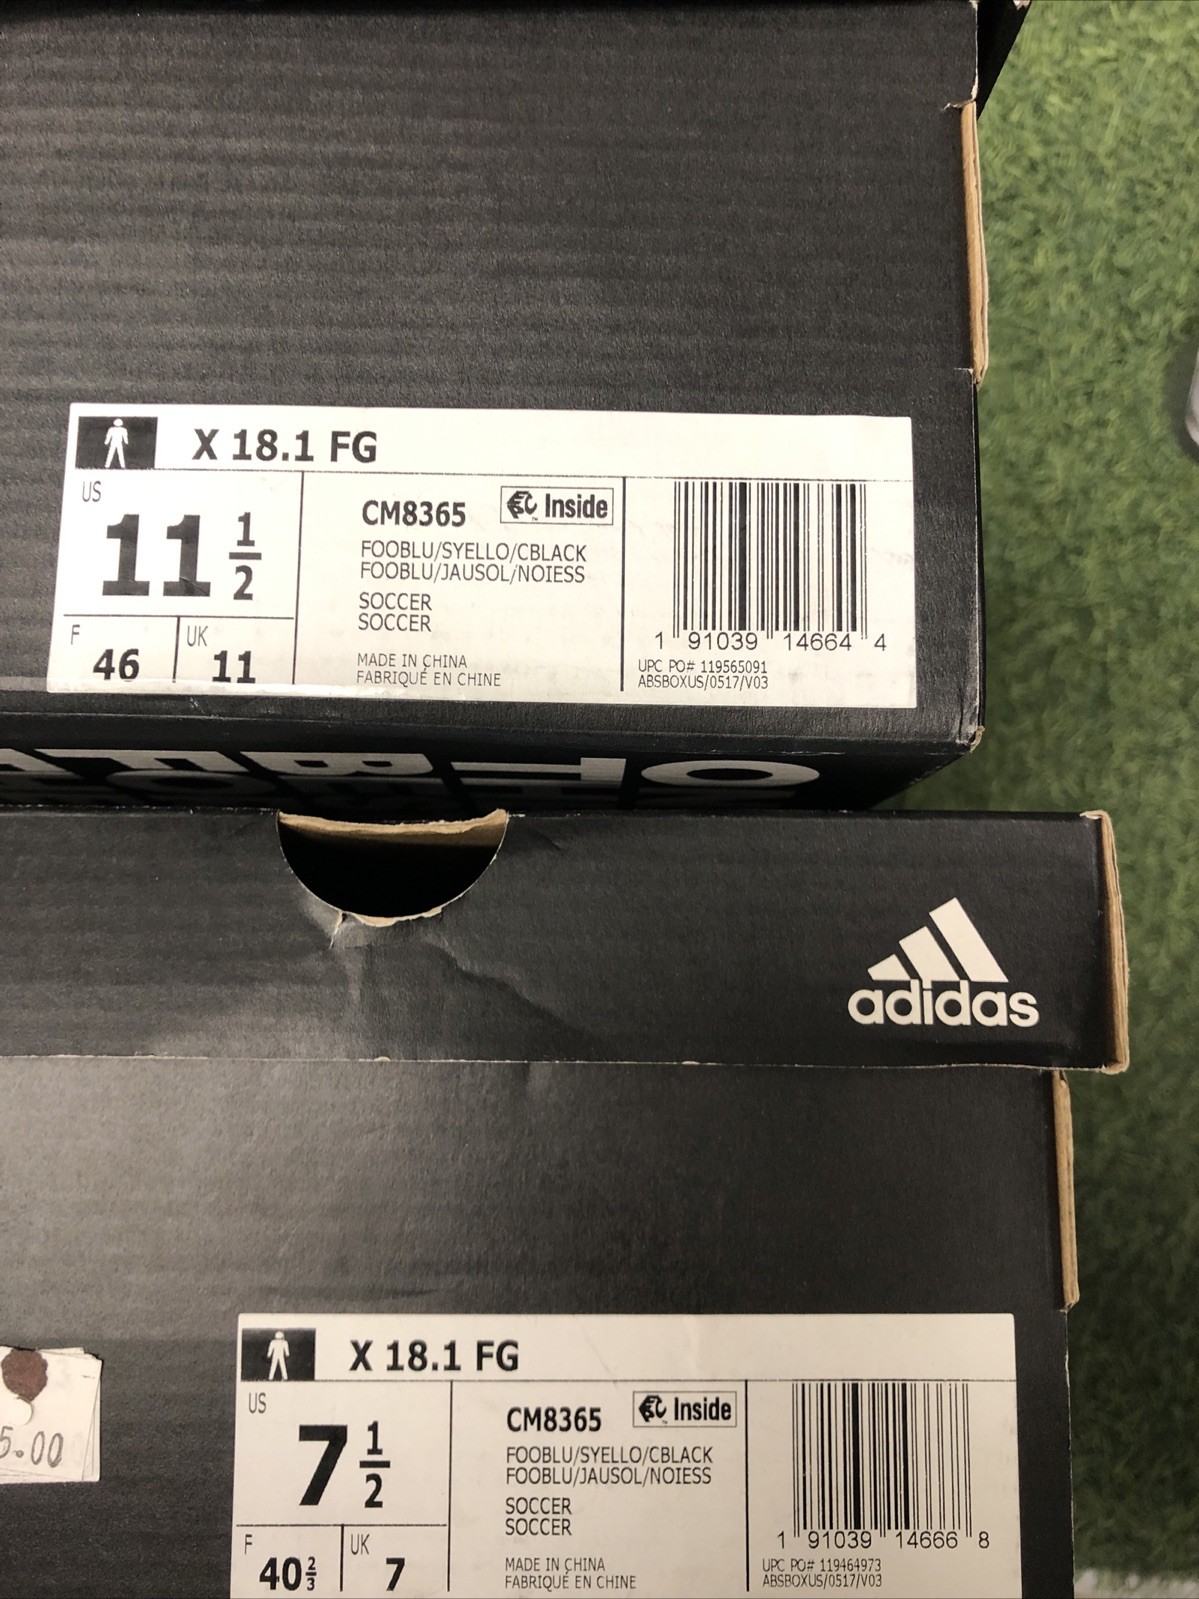 X 18.1 FG
US
11 1/2
F
46
UK
11
CM8365
Inside
FOOBLU/SYELLO/CBLACK
FOOBLU/JAUSOL/NOIESS
SOCCER
SOCCER
MADE IN CHINA
FABRIQUÉ EN CHINE
1 91039 14664 4
UPC PO# 119565091
ABSBOXUS/0517/V03
adidas
X 18.1 FG
US
7 1/2
F
40 2/3
UK
7
CM8365
Inside
FOOBLU/SYELLO/CBLACK
FOOBLU/JAUSOL/NOIESS
SOCCER
SOCCER
MADE IN CHINA
FABRIQUÉ EN CHINE
1 91039 14666 8
UPC PO# 119464973
ABSBOXUS/0517/V03
5.00